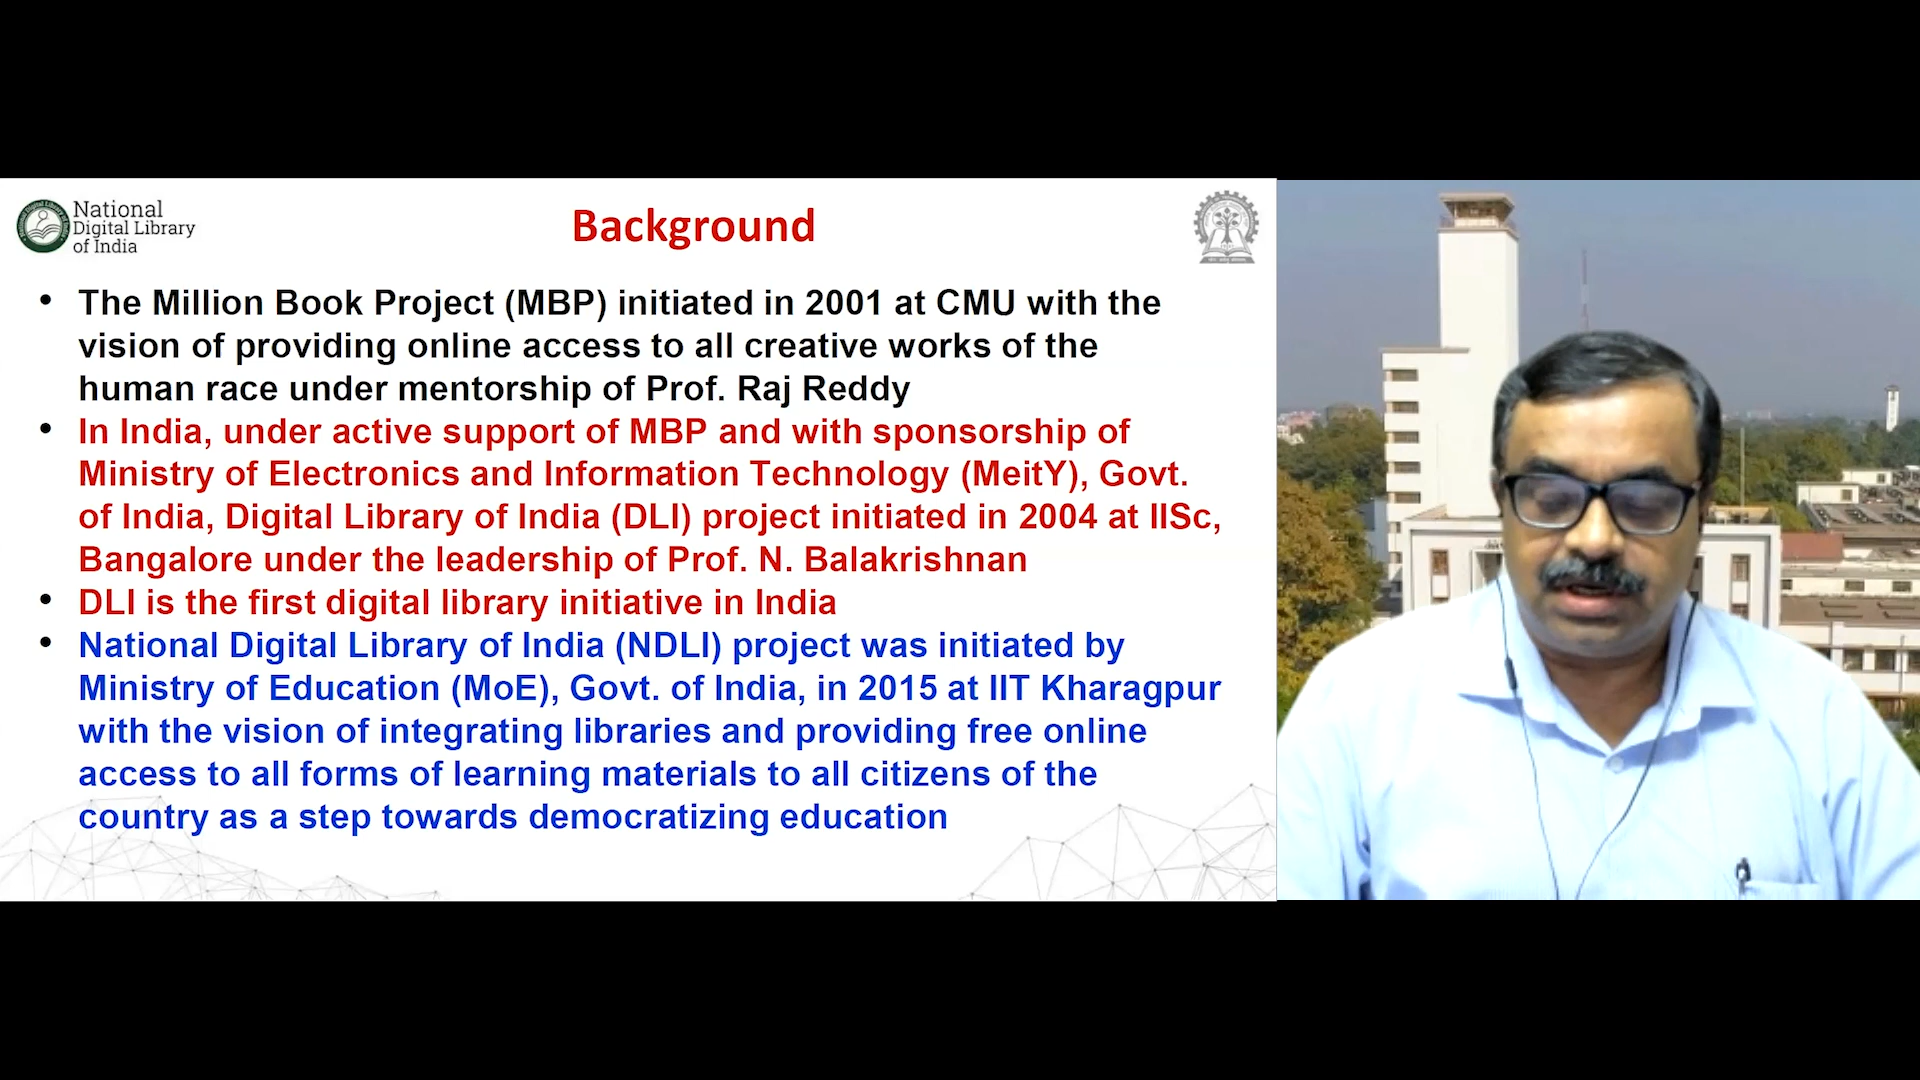 National
Digital Library
of India
Background
• The Million Book Project (MBP) initiated in 2001 at CMU with the
vision of providing online access to all creative works of the
human race under mentorship of Prof. Raj Reddy
• In India, under active support of MBP and with sponsorship of
Ministry of Electronics and Information Technology (MeitY), Govt.
of India, Digital Library of India (DLI) project initiated in 2004 at IISc,
Bangalore under the leadership of Prof. N. Balakrishnan
• DLI is the first digital library initiative in India
• National Digital Library of India (NDLI) project was initiated by
Ministry of Education (MoE), Govt. of India, in 2015 at IIT Kharagpur
with the vision of integrating libraries and providing free online
access to all forms of learning materials to all citizens of the
country as a step towards democratizing education